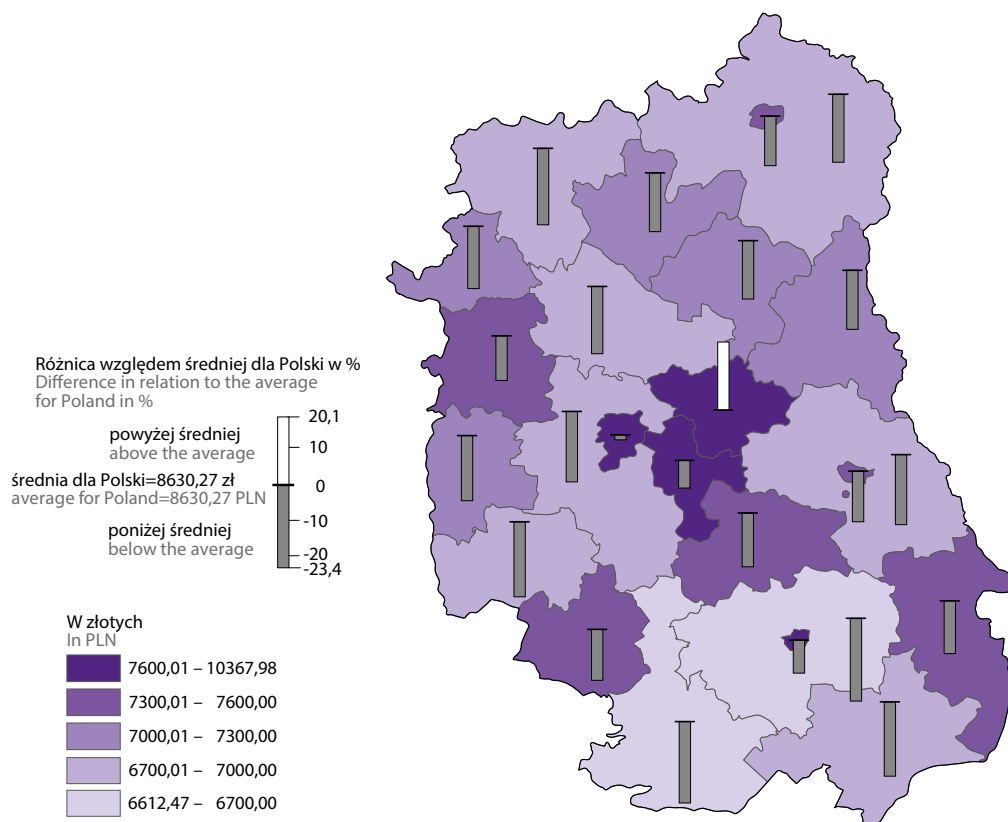 Różnica względem średniej dla Polski w %
Difference in relation to the average
for Poland in %
20,1
powyżej średniej
above the average
10
średnia dla Polski=8630,27 zł
average for Poland=8630,27 PLN
0
-10
poniżej średniej
below the average
-20
-23,4
W złotych
In PLN
7600,01 – 10367,98
7300,01 – 7600,00
7000,01 – 7300,00
6700,01 – 7000,00
6612,47 – 6700,00